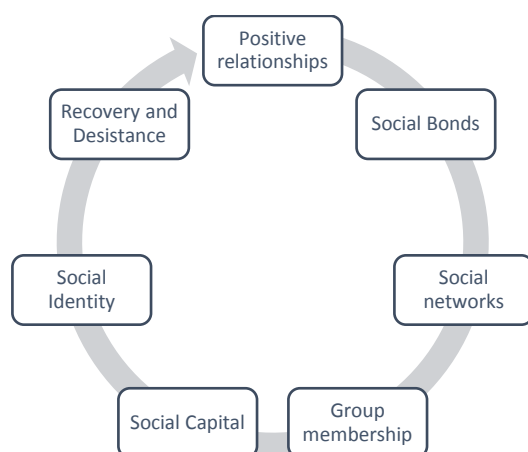 Positive
relationships
Social Bonds
Social
networks
Group
membership
Social Capital
Social
Identity
Recovery and
Desistance